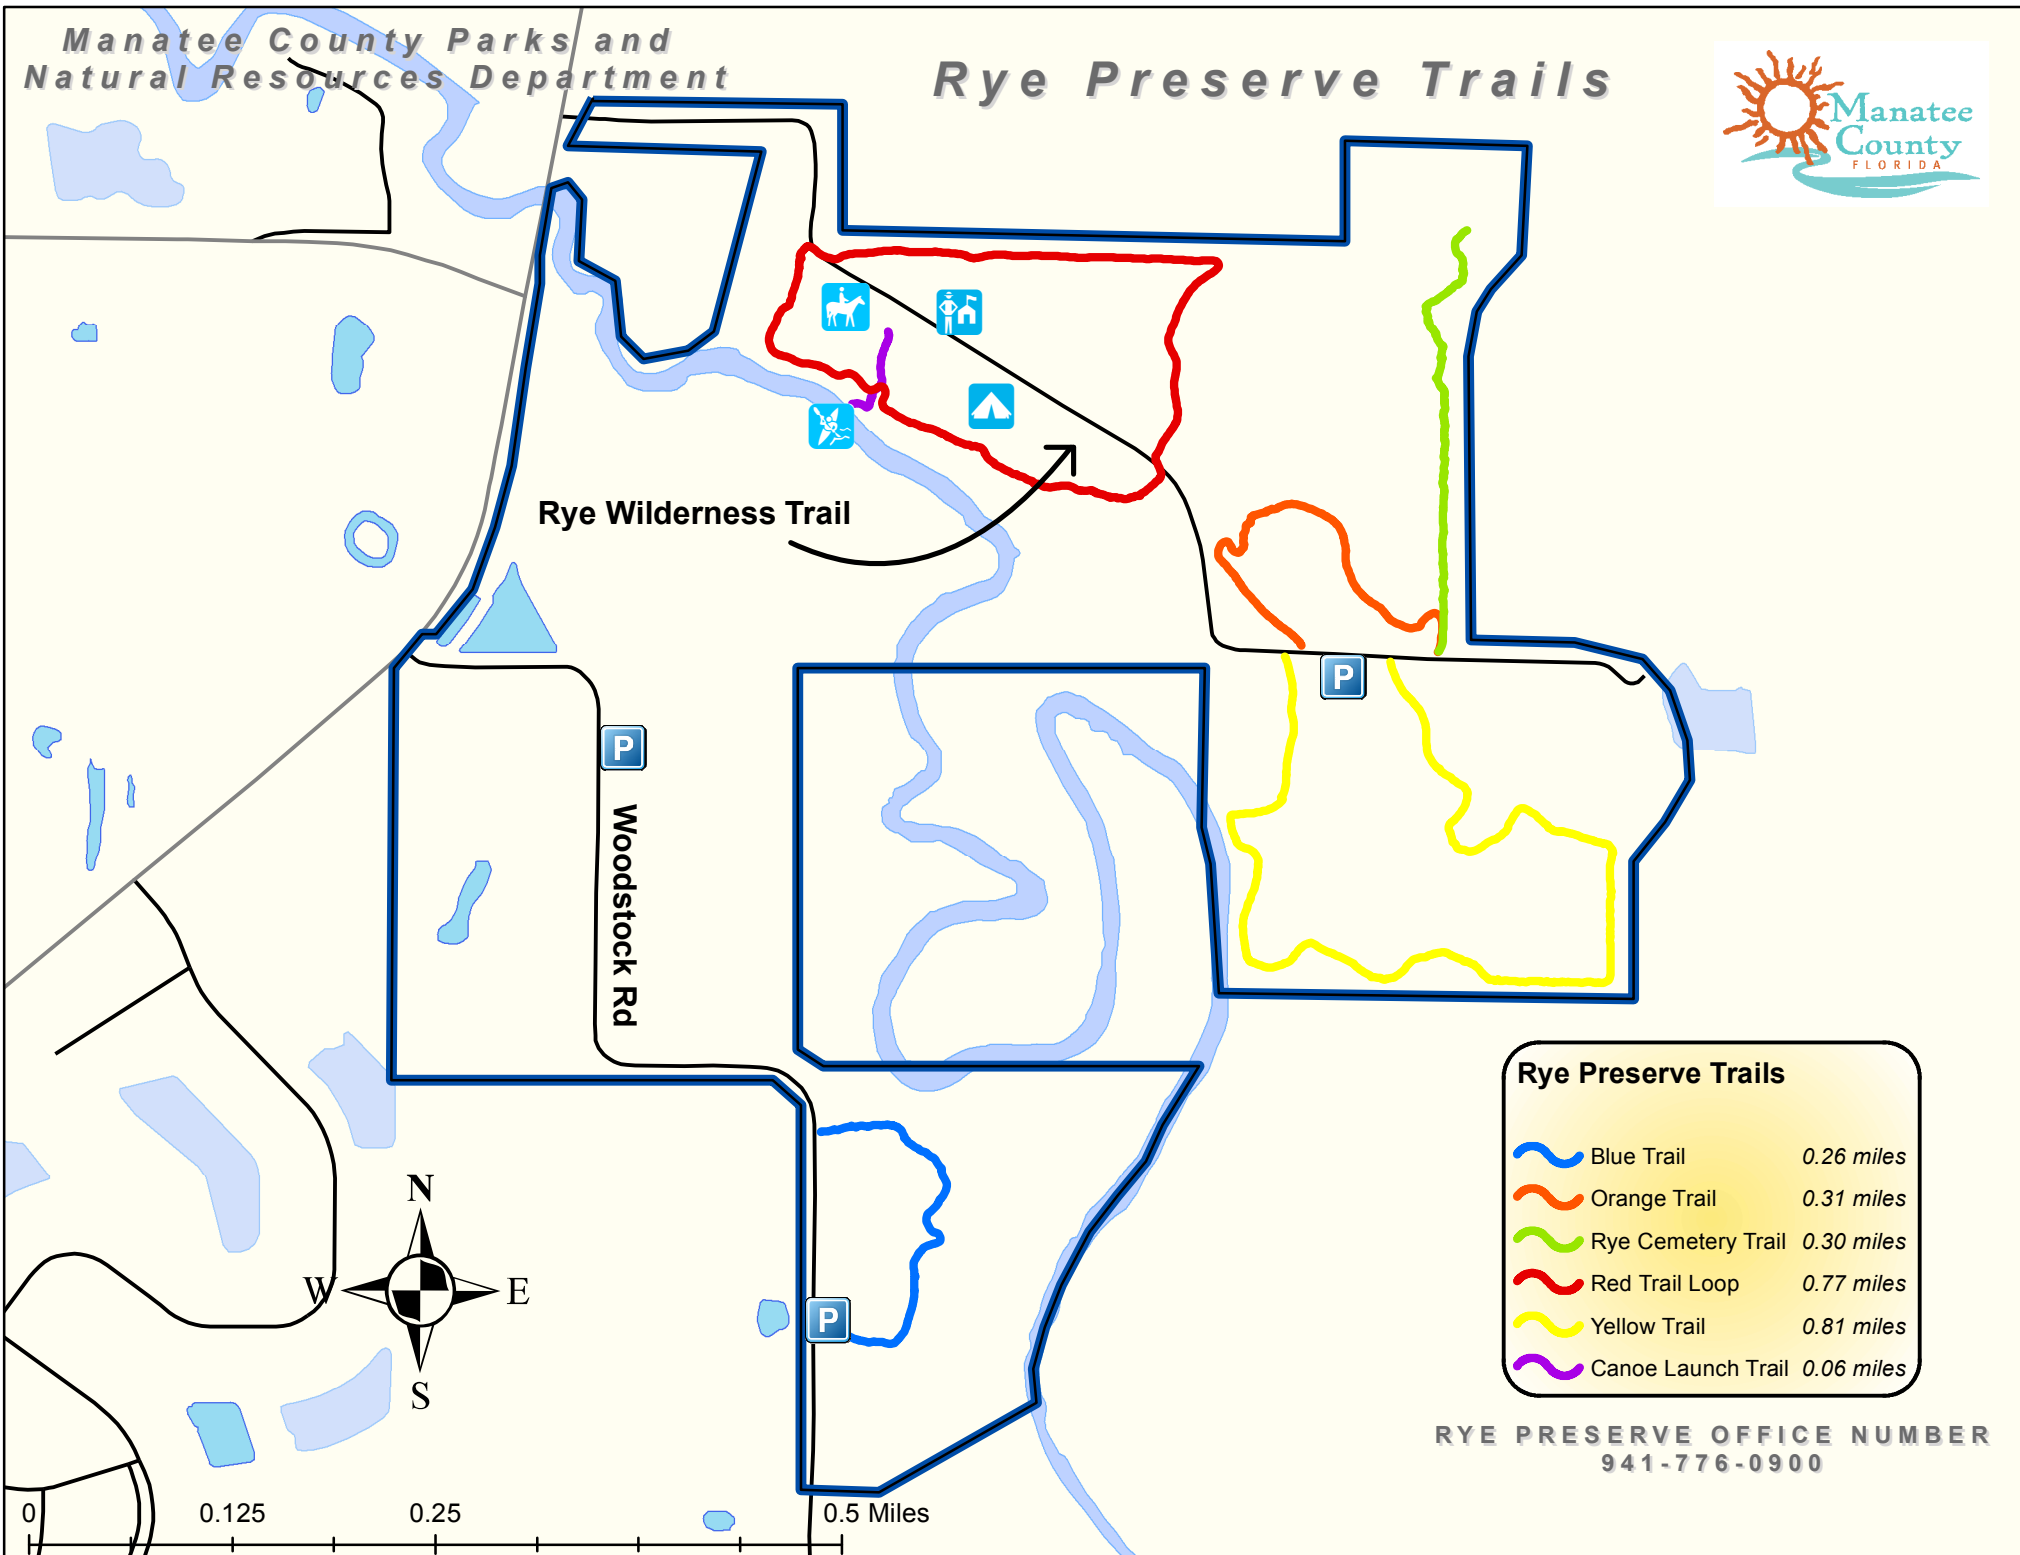 Manatee County Parks and
Natural Resources Department
Rye Preserve Trails
Manatee
County
FLORIDA
Rye Wilderness Trail
P
P
Woodstock Rd
P
N
W
E
S
Rye Preserve Trails
Blue Trail 0.26 miles
Orange Trail 0.31 miles
Rye Cemetery Trail 0.30 miles
Red Trail Loop 0.77 miles
Yellow Trail 0.81 miles
Canoe Launch Trail 0.06 miles
RYE PRESERVE OFFICE NUMBER
941-776-0900
0 0.125 0.25 0.5 Miles